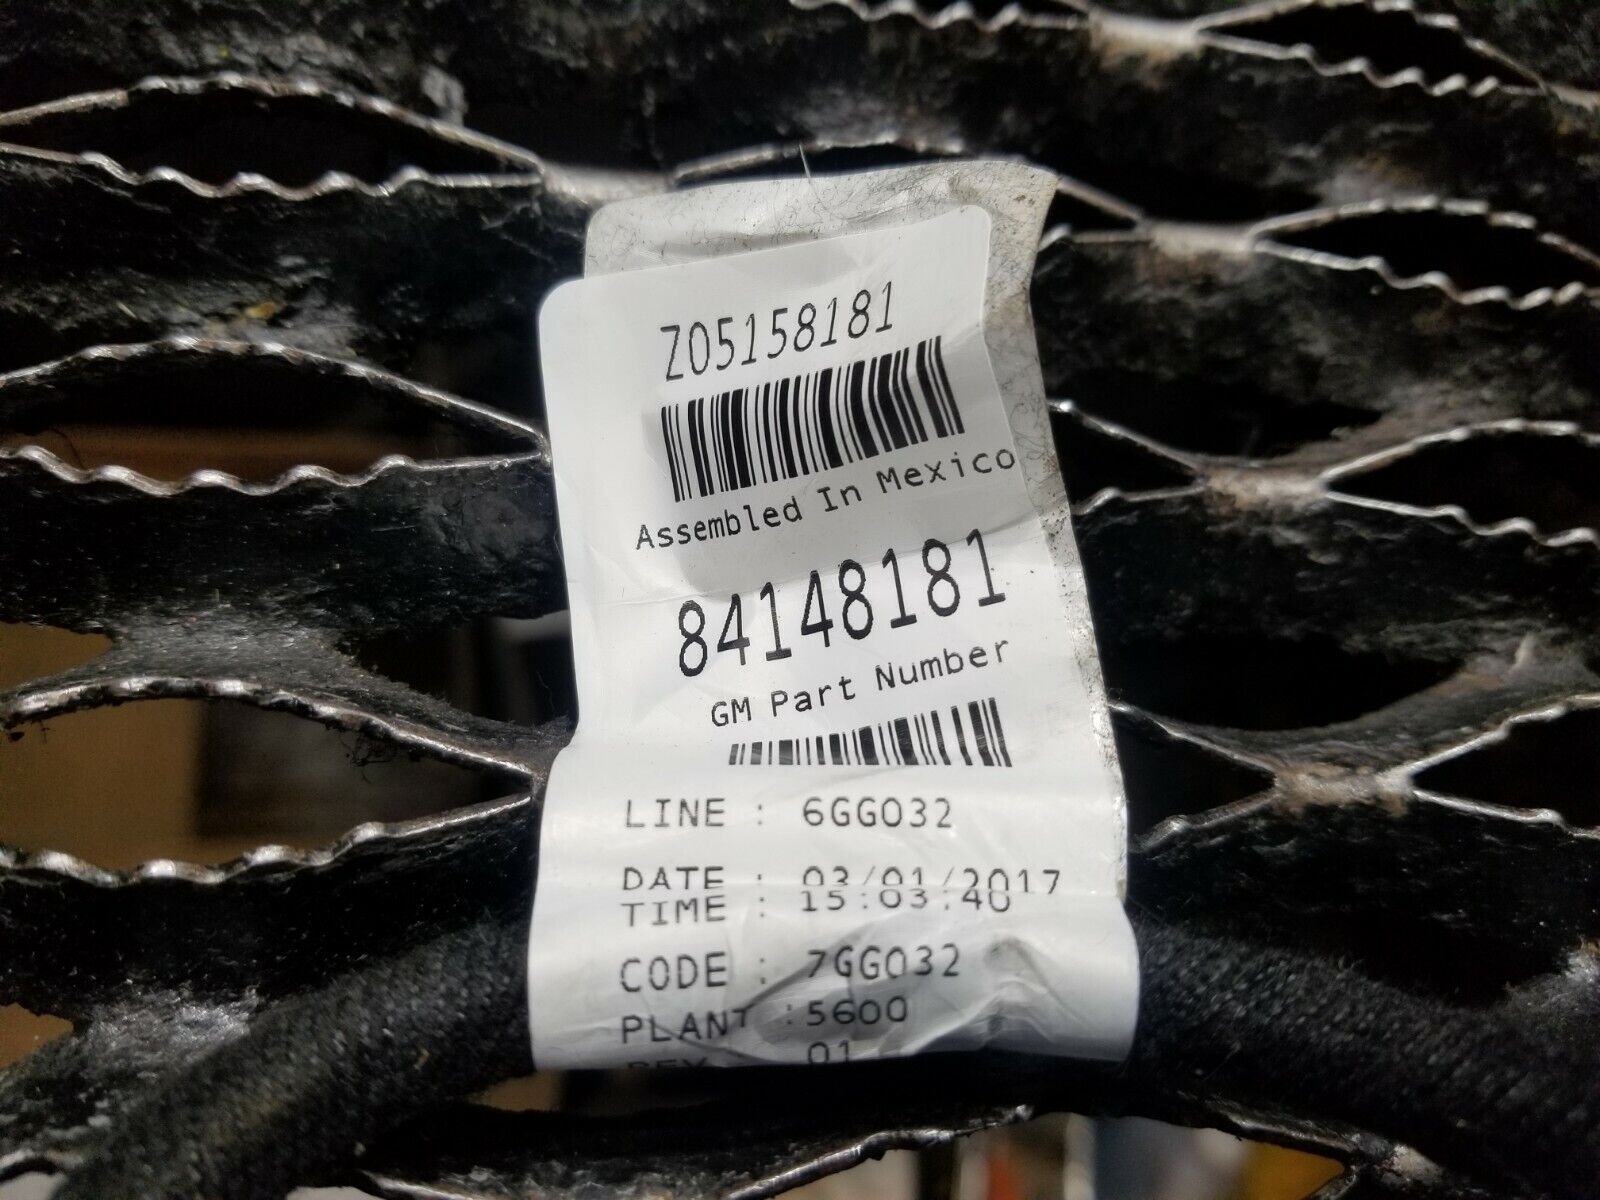 Z05158181
Assembled In Mexico
84148181
GM Part Number
LINE : 6GG032
DATE : 03/01/2017
TIME : 15:03:40
CODE : 7GG032
PLANT :5600
REV 01